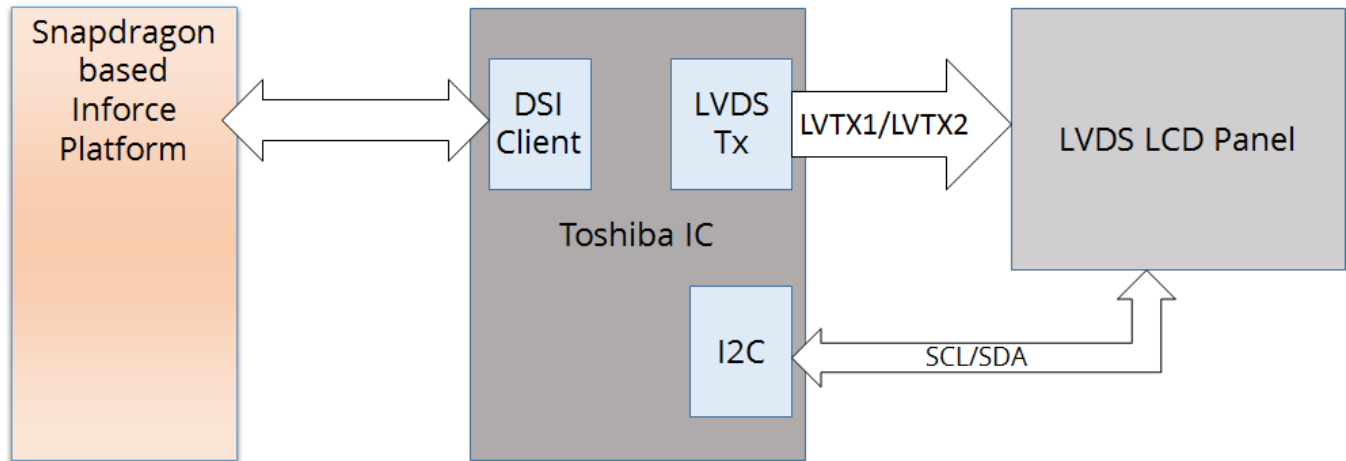 Snapdragon
based
Inforce
Platform
DSI
Client
LVDS
Tx
LVTX1/LVTX2
LVDS LCD Panel
Toshiba IC
I2C
SCL/SDA